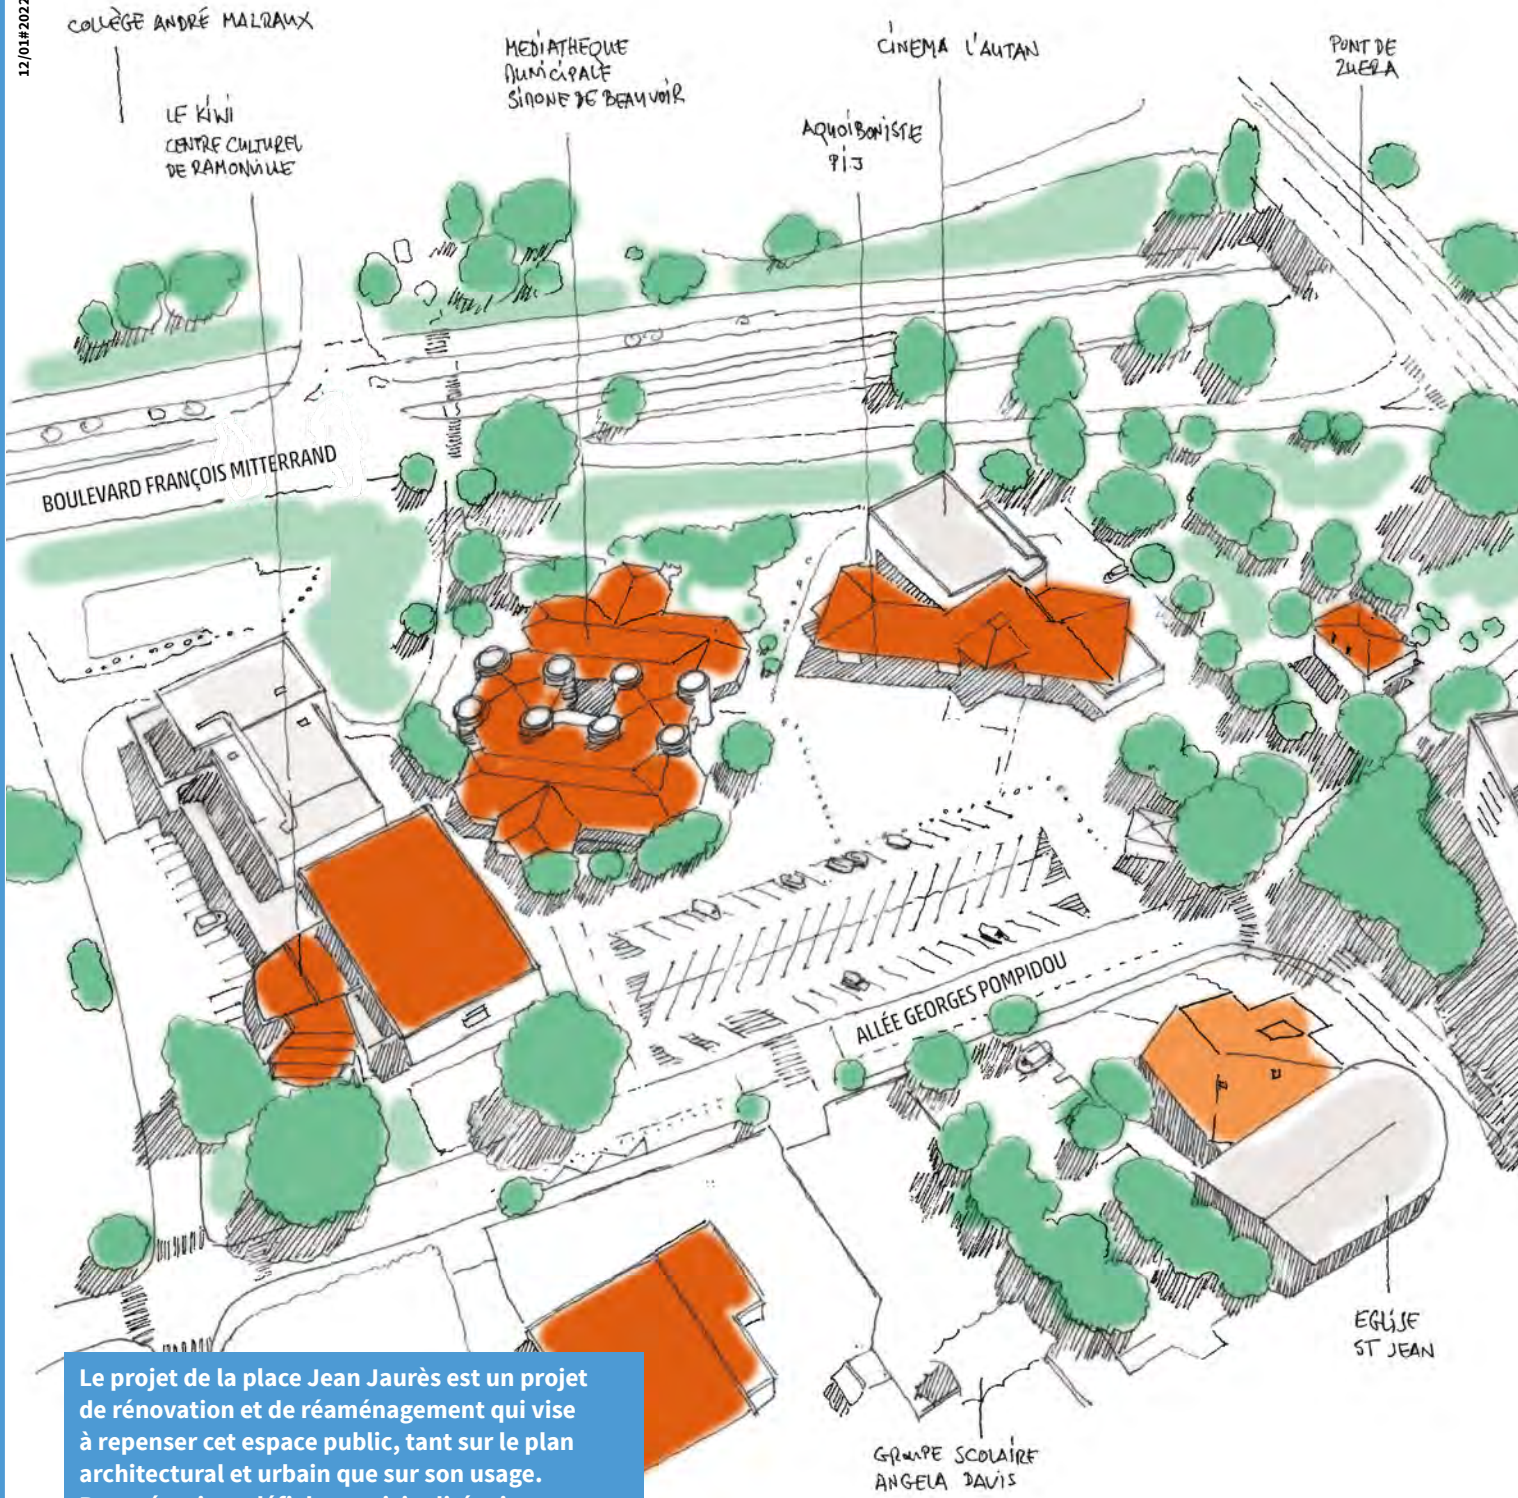 12/01#2022
COLLÈGE ANDRÉ MALRAUX
LE KIWI
CENTRE CULTUREL
DE RAMONVILLE
MEDIATHEQUE
MUNICIPALE
SIMONE DE BEAUVOIR
AQUOIBONISTE
PIJ
CINEMA L'AUTAN
PONT DE
ZUERA
BOULEVARD FRANÇOIS MITTERRAND
ALLÉE GEORGES POMPIDOU
EGLISE
ST JEAN
GROUPE SCOLAIRE
ANGELA DAVIS
Le projet de la place Jean Jaurès est un projet
de rénovation et de réaménagement qui vise
à repenser cet espace public, tant sur le plan
architectural et urbain que sur son usage.